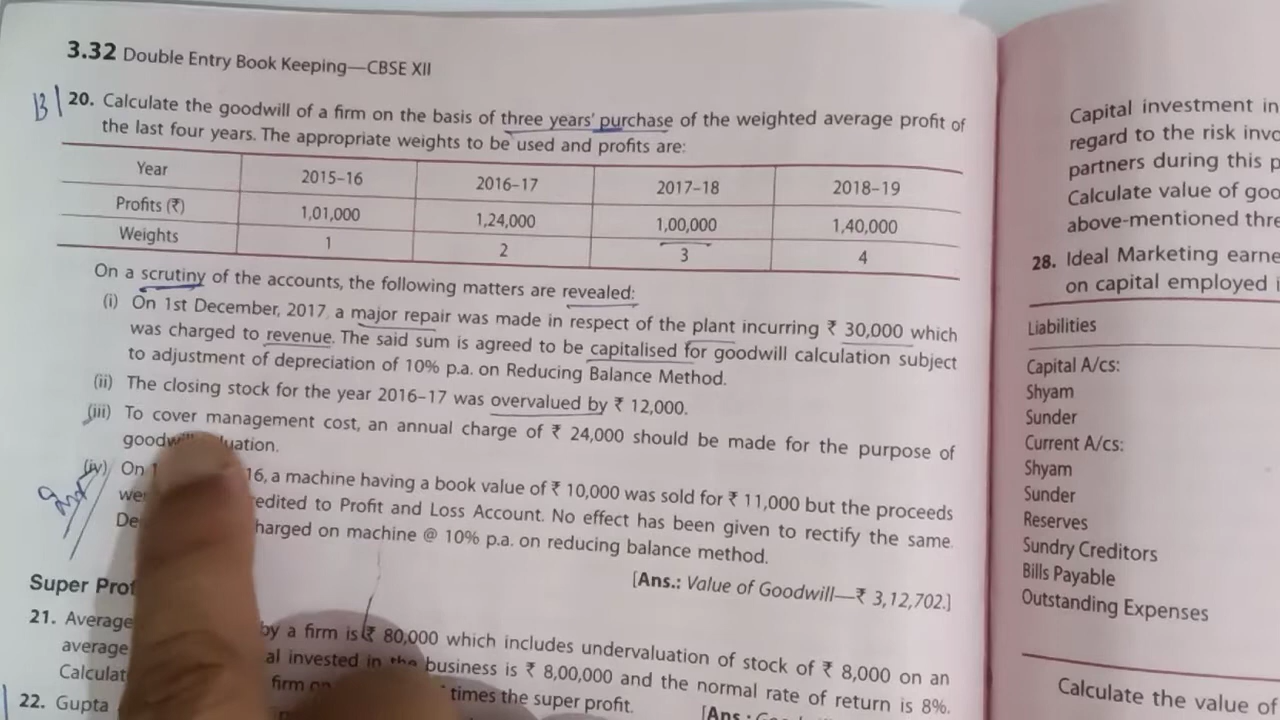 3.32 Double Entry Book Keeping—CBSE XII
B
20. Calculate the goodwill of a firm on the basis of three years' purchase of the weighted average profit of
the last four years. The appropriate weights to be used and profits are:
Year 2015–16 2016–17 2017–18 2018–19
Profits (₹) 1,01,000 1,24,000 1,00,000 1,40,000
Weights 1 2 3 4
On a scrutiny of the accounts, the following matters are revealed:
(i) On 1st December, 2017, a major repair was made in respect of the plant incurring ₹ 30,000 which
was charged to revenue. The said sum is agreed to be capitalised for goodwill calculation subject
to adjustment of depreciation of 10% p.a. on Reducing Balance Method.
(ii) The closing stock for the year 2016–17 was overvalued by ₹ 12,000.
(iii) To cover management cost, an annual charge of ₹ 24,000 should be made for the purpose of
(iv) On 16, a machine having a book value of ₹ 10,000 was sold for ₹ 11,000 but the proceeds
to Profit and Loss Account. No effect has been given to rectify the same.
on machine @ 10% p.a. on reducing balance method.
[Ans.: Value of Goodwill—₹ 3,12,702.]
Super
21. Average by a firm is ₹ 80,000 which includes undervaluation of stock of ₹ 8,000 on an
average invested in the business is ₹ 8,00,000 and the normal rate of return is 8%.
firm times the super profit.
[Ans.:
22. Gupta
Capital investment in
regard to the risk
partners during this
Calculate value of
above-mentioned
28. Ideal Marketing
on capital employed
Liabilities
Capital A/cs:
Shyam
Sunder
Current A/cs:
Shyam
Sunder
Reserves
Sundry Creditors
Bills Payable
Outstanding Expenses
Calculate the value of